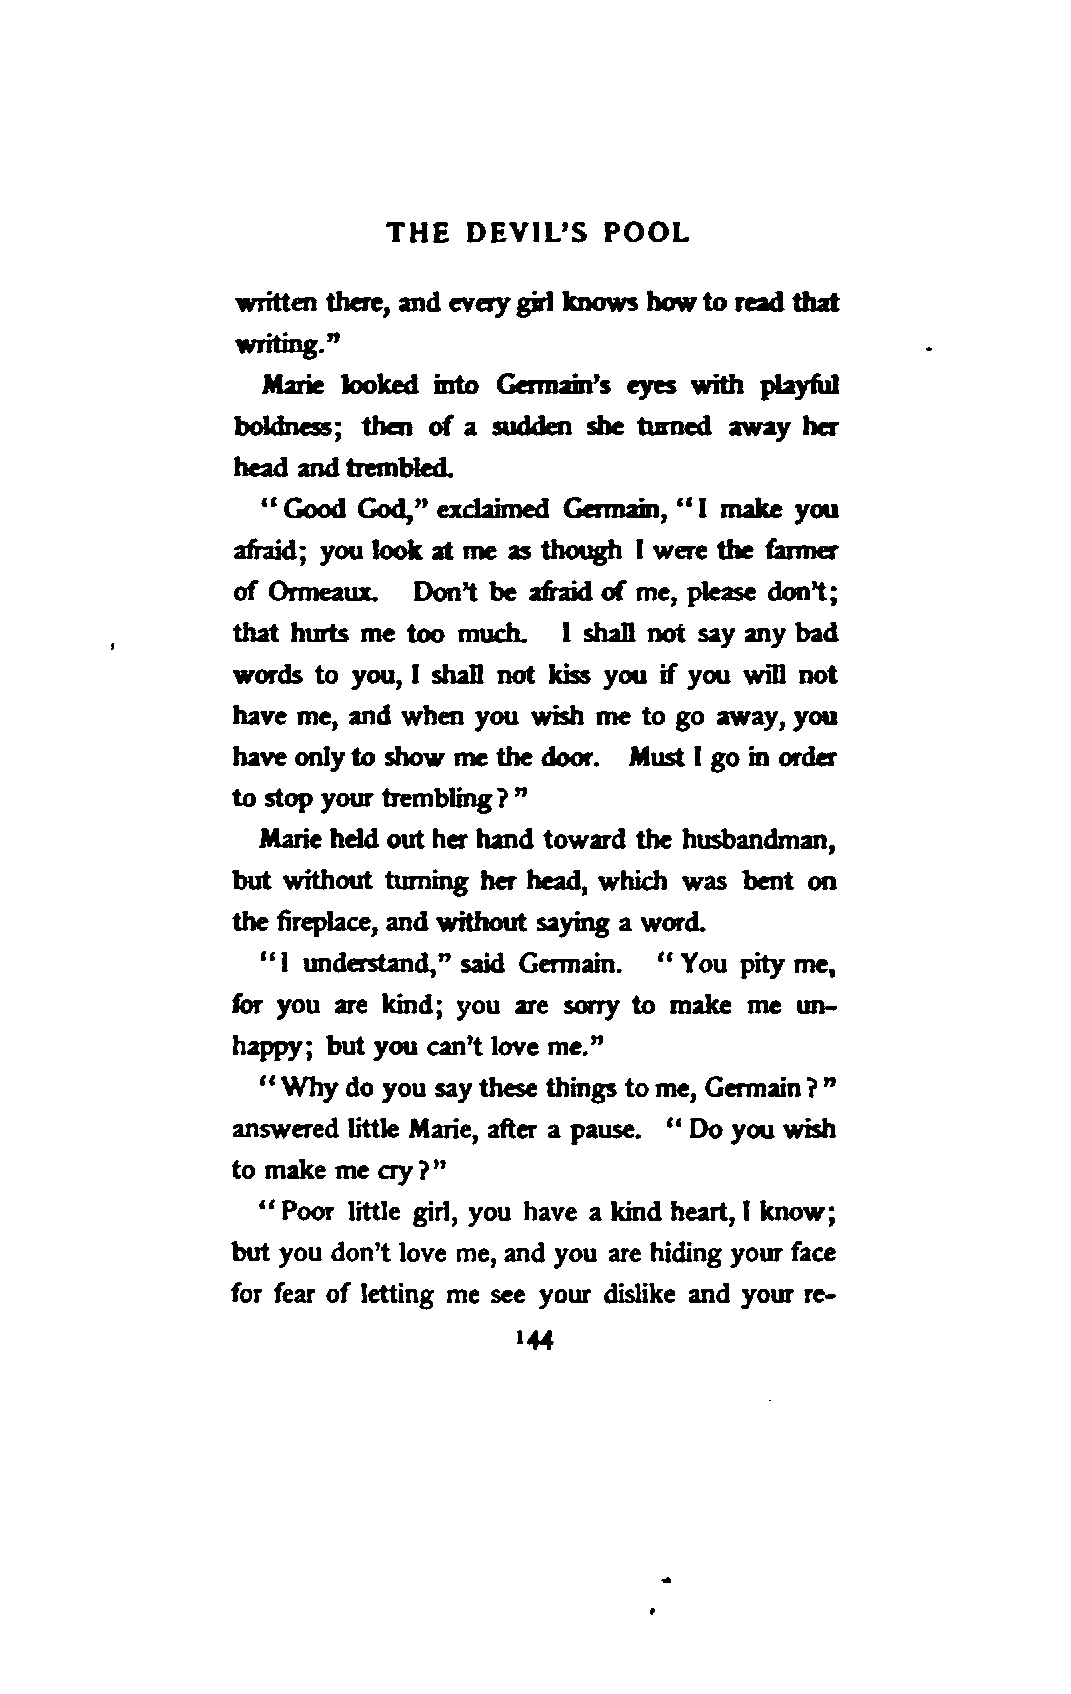 THE DEVIL'S POOL
written there, and every girl knows how to read that
writing."
Marie looked into Germain's eyes with playful
boldness; then of a sudden she turned away her
head and trembled.
"Good God," exclaimed Germain, "I make you
afraid; you look at me as though I were the farmer
of Ormeaux. Don't be afraid of me, please don't;
that hurts me too much. I shall not say any bad
words to you, I shall not kiss you if you will not
have me, and when you wish me to go away, you
have only to show me the door. Must I go in order
to stop your trembling?"
Marie held out her hand toward the husbandman,
but without turning her head, which was bent on
the fireplace, and without saying a word.
"I understand," said Germain. "You pity me,
for you are kind; you are sorry to make me un-
happy; but you can't love me."
"Why do you say these things to me, Germain?"
answered little Marie, after a pause. "Do you wish
to make me cry?"
"Poor little girl, you have a kind heart, I know;
but you don't love me, and you are hiding your face
for fear of letting me see your dislike and your re-
144